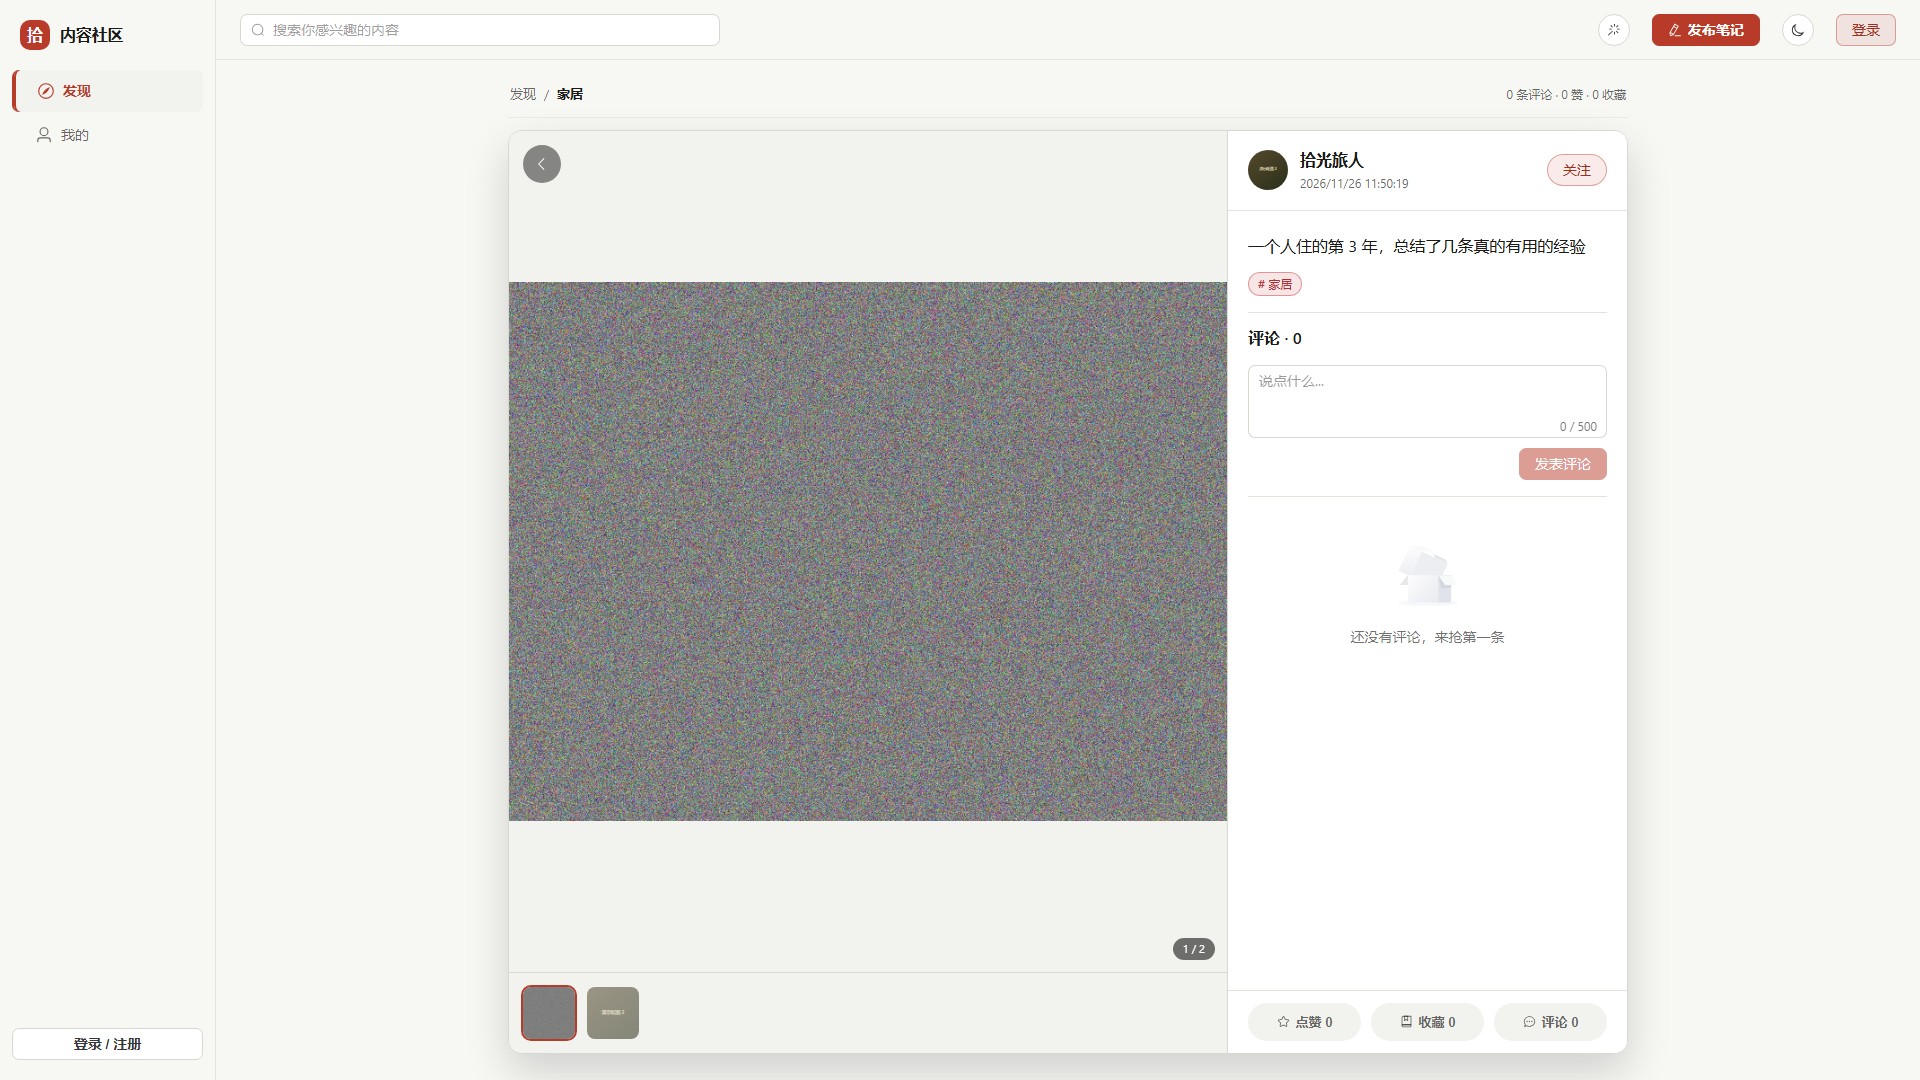 拾 内容社区
搜索你感兴趣的内容
发布笔记
登录
发现
我的
发现 / 家居
0 条评论 · 0 赞 · 0 收藏
拾光旅人
2026/11/26 11:50:19
关注
一个人住的第 3 年，总结了几条真的有用的经验
# 家居
评论 · 0
说点什么...
0 / 500
发表评论
还没有评论，来抢第一条
1 / 2
点赞 0
收藏 0
评论 0
登录 / 注册